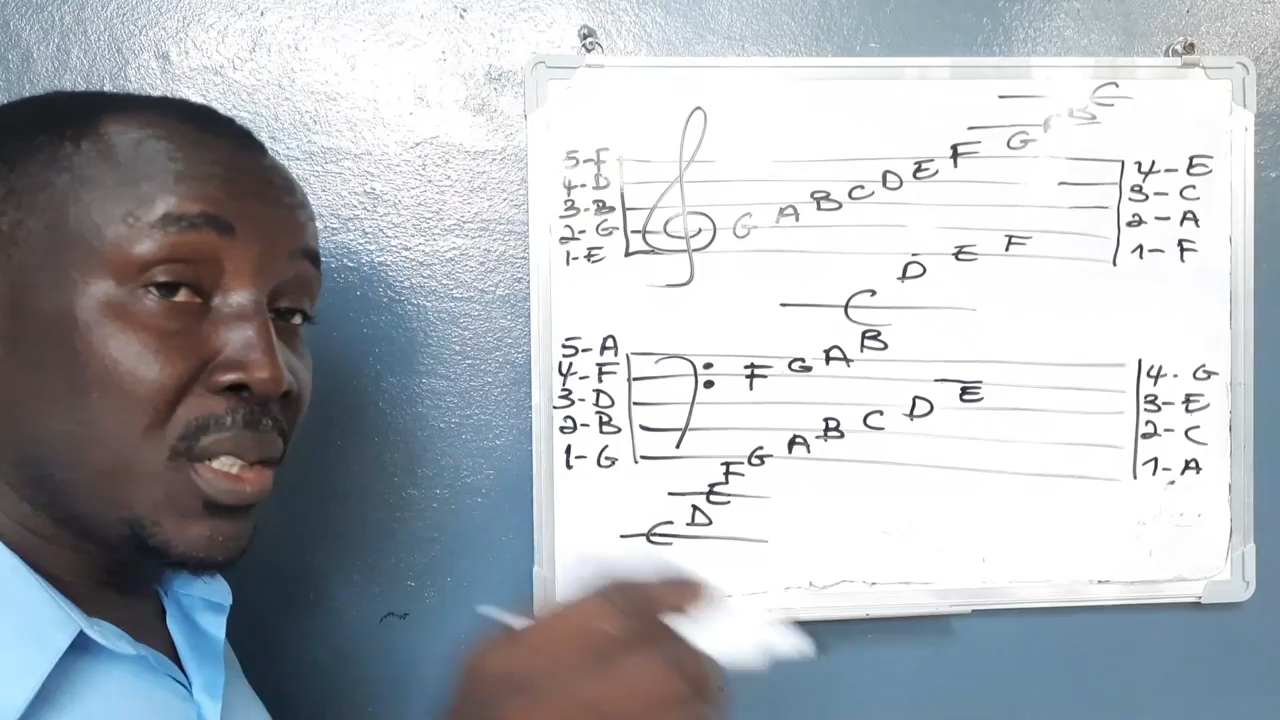 C
B
G
F
E
D
C
B
A
G
5-F
4-D
3-B
2-G
1-E
4-E
3-C
2-A
1-F
D E F
C
5-A
4-F
3-D
2-B
1-G
F G A B
G A B C D E
F
E
D
C
4. G
3-E
2-C
1-A